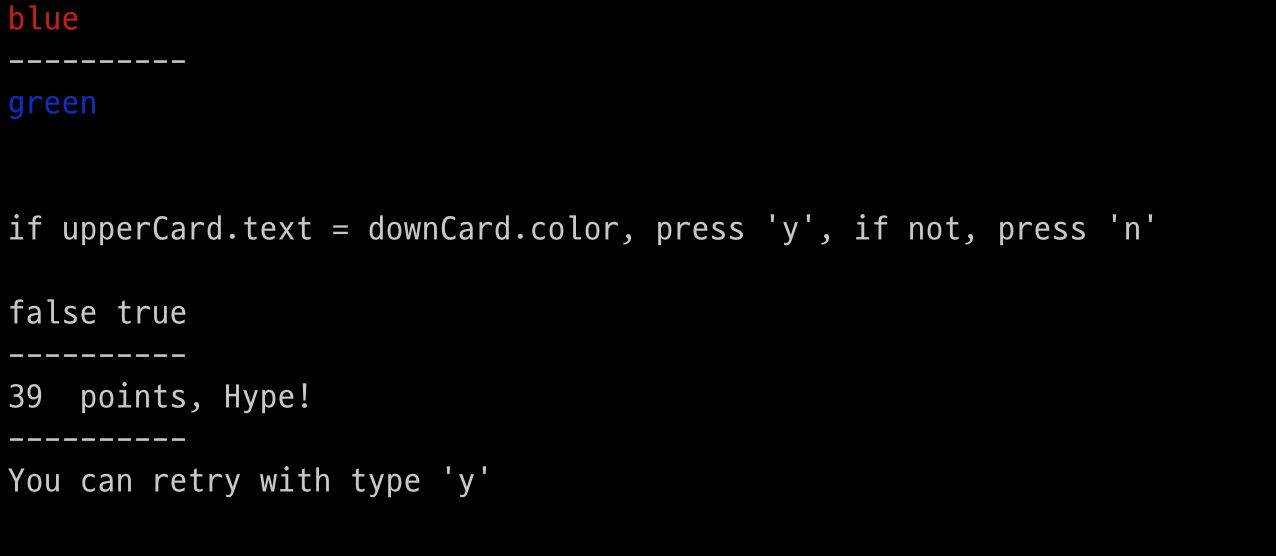 blue
----------
green
if upperCard.text = downCard.color, press 'y', if not, press 'n'
false true
----------
39  points, Hype!
----------
You can retry with type 'y'